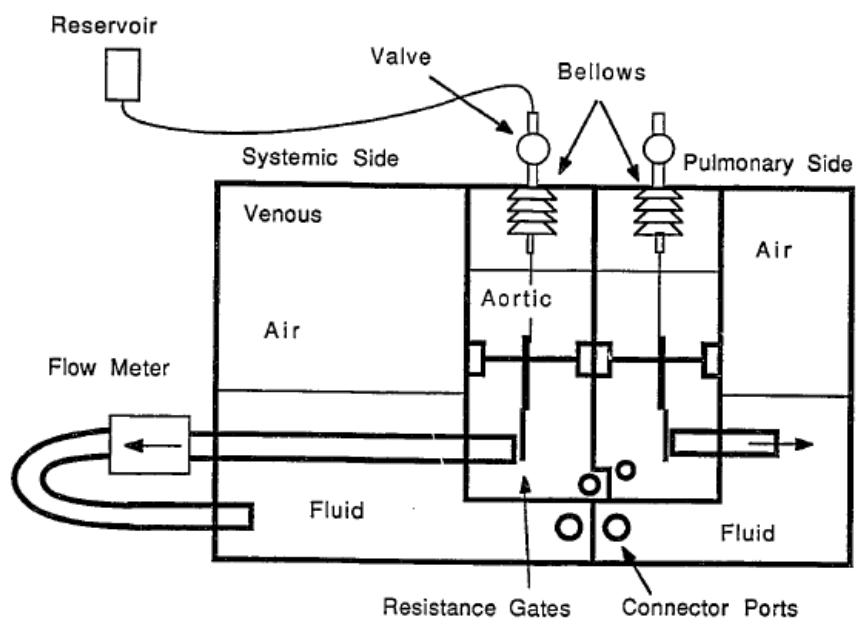 Reservoir
Valve
Bellows
Systemic Side
Pulmonary Side
Venous
Air
Aortic
Air
Flow Meter
Fluid
Fluid
Resistance Gates
Connector Ports